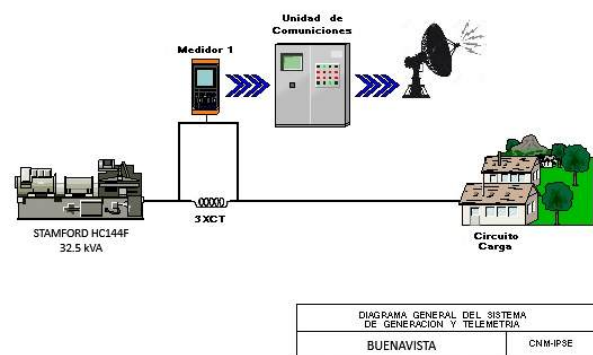 Unidad de
Comuniciones
Medidor 1
3XCT
STAMFORD HC144F
32.5 kVA
Circuito
Carga
DIAGRAMA GENERAL DEL SISTEMA
DE GENERACION Y TELEMETRIA
BUENAVISTA
CNM-IPSE